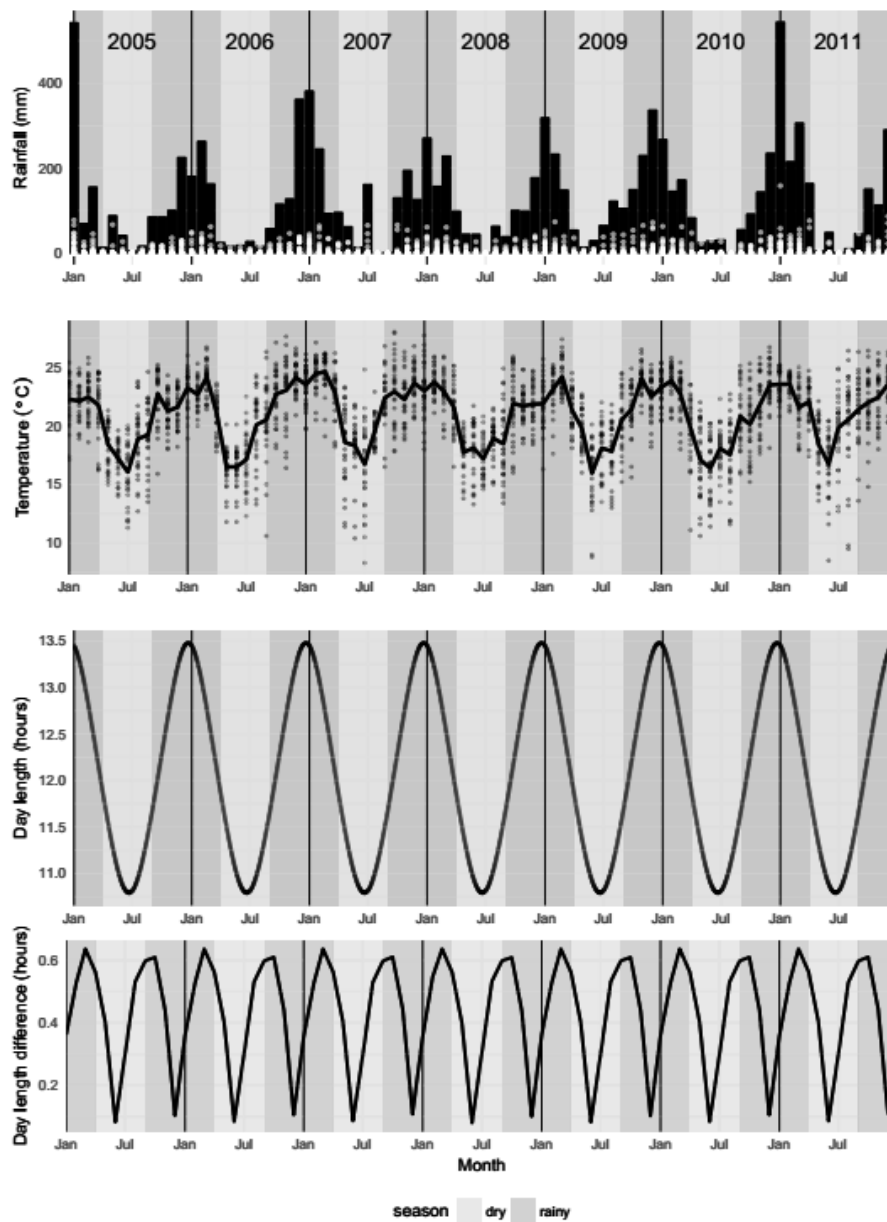 2005 2006 2007 2008 2009 2010 2011
Rainfall (mm)
400
200
0
Jan Jul Jan Jul Jan Jul Jan Jul Jan Jul Jan Jul Jan Jul
Temperature (°C)
25
20
15
10
Jan Jul Jan Jul Jan Jul Jan Jul Jan Jul Jan Jul Jan Jul
Day length (hours)
13.5
13.0
12.5
12.0
11.5
11.0
Jan Jul Jan Jul Jan Jul Jan Jul Jan Jul Jan Jul Jan Jul
Day length difference (hours)
0.6
0.4
0.2
Jan Jul Jan Jul Jan Jul Jan Jul Jan Jul Jan Jul Jan Jul
Month
season dry rainy